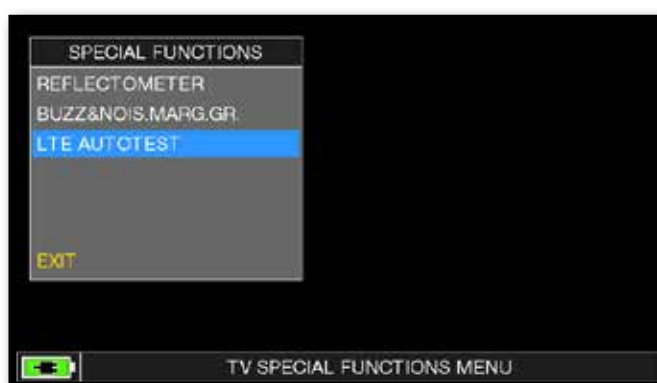 SPECIAL FUNCTIONS
REFLECTOMETER
BUZZ&NOIS.MARG.GR.
LTE AUTOTEST
EXIT
TV SPECIAL FUNCTIONS MENU